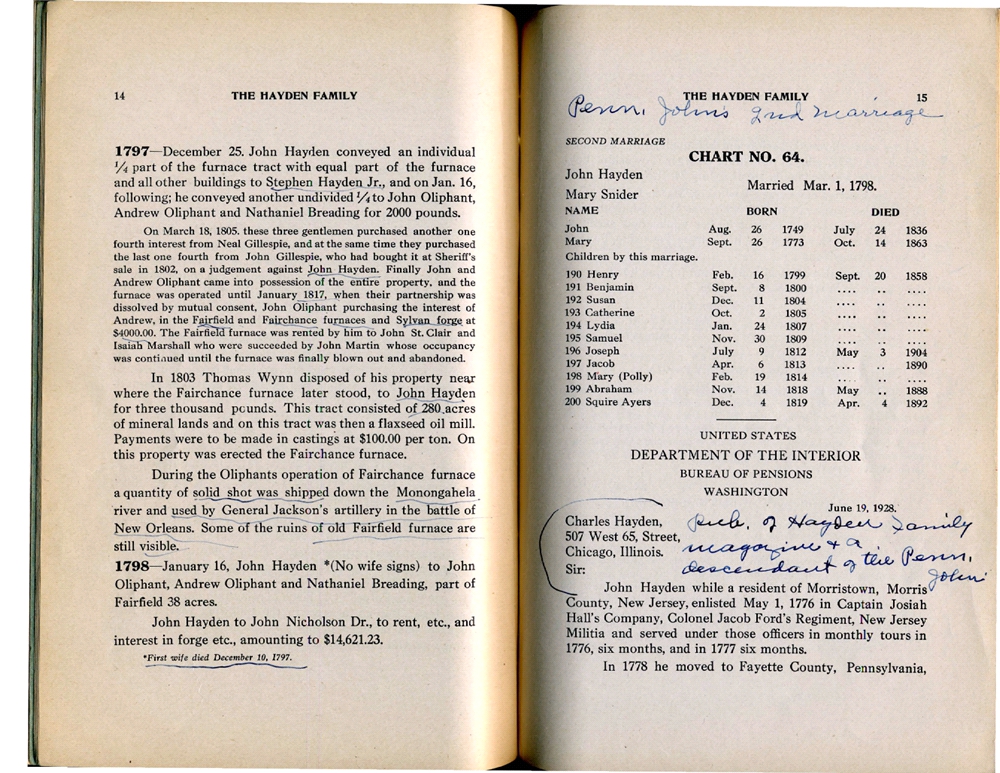 14 THE HAYDEN FAMILY
1797—December 25. John Hayden conveyed an individual
¼ part of the furnace tract with equal part of the furnace
and all other buildings to Stephen Hayden Jr., and on Jan. 16,
following; he conveyed another undivided ¼ to John Oliphant,
Andrew Oliphant and Nathaniel Breading for 2000 pounds.
On March 18, 1805. these three gentlemen purchased another one
fourth interest from Neal Gillespie, and at the same time they purchased
the last one fourth from John Gillespie, who had bought it at Sheriff's
sale in 1802, on a judgement against John Hayden. Finally John and
Andrew Oliphant came into possession of the entire property, and the
furnace was operated until January 1817, when their partnership was
dissolved by mutual consent, John Oliphant purchasing the interest of
Andrew, in the Fairfield and Fairchance furnaces and Sylvan forge at
$4000.00. The Fairfield furnace was rented by him to John St. Clair and
Isaiah Marshall who were succeeded by John Martin whose occupancy
was continued until the furnace was finally blown out and abandoned.
In 1803 Thomas Wynn disposed of his property near
where the Fairchance furnace later stood, to John Hayden
for three thousand pounds. This tract consisted of 280 acres
of mineral lands and on this tract was then a flaxseed oil mill.
Payments were to be made in castings at $100.00 per ton. On
this property was erected the Fairchance furnace.
During the Oliphants operation of Fairchance furnace
a quantity of solid shot was shipped down the Monongahela
river and used by General Jackson's artillery in the battle of
New Orleans. Some of the ruins of old Fairfield furnace are
still visible.
1798—January 16, John Hayden *(No wife signs) to John
Oliphant, Andrew Oliphant and Nathaniel Breading, part of
Fairfield 38 acres.
John Hayden to John Nicholson Dr., to rent, etc., and
interest in forge etc., amounting to $14,621.23.
*First wife died December 10, 1797.
THE HAYDEN FAMILY 15
Penn. John's 2nd marriage
SECOND MARRIAGE
CHART NO. 64.
John Hayden
Married Mar. 1, 1798.
Mary Snider
NAME BORN DIED
John Aug. 26 1749 July 24 1836
Mary Sept. 26 1773 Oct. 14 1863
Children by this marriage.
190 Henry Feb. 16 1799 Sept. 20 1858
191 Benjamin Sept. 8 1800 .... .. ....
192 Susan Dec. 11 1804 .... .. ....
193 Catherine Oct. 2 1805 .... .. ....
194 Lydia Jan. 24 1807 .... .. ....
195 Samuel Nov. 30 1809 .... .. ....
196 Joseph July 9 1812 May 3 1904
197 Jacob Apr. 6 1813 .... .. 1890
198 Mary (Polly) Feb. 19 1814 .... .. ....
199 Abraham Nov. 14 1818 May .. 1888
200 Squire Ayers Dec. 4 1819 Apr. 4 1892
UNITED STATES
DEPARTMENT OF THE INTERIOR
BUREAU OF PENSIONS
WASHINGTON
June 19, 1928.
Charles Hayden, pub. of Hayden Family
507 West 65, Street, magazine & a
Chicago, Illinois. descendant of the Penn. John
Sir:
John Hayden while a resident of Morristown, Morris
County, New Jersey, enlisted May 1, 1776 in Captain Josiah
Hall's Company, Colonel Jacob Ford's Regiment, New Jersey
Militia and served under those officers in monthly tours in
1776, six months, and in 1777 six months.
In 1778 he moved to Fayette County, Pennsylvania,